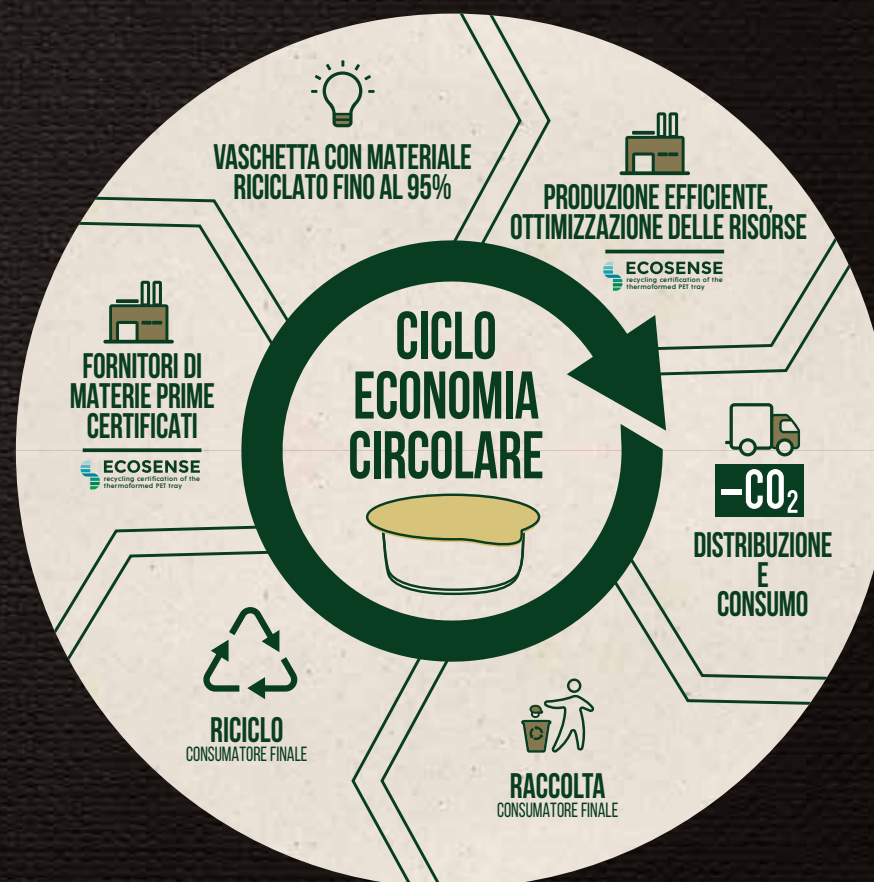 VASCHETTA CON MATERIALE
RICICLATO FINO AL 95%
PRODUZIONE EFFICIENTE,
OTTIMIZZAZIONE DELLE RISORSE
ECOSENSE
recycling certification of the
thermoformed PET tray
–CO₂
DISTRIBUZIONE
E
CONSUMO
RACCOLTA
CONSUMATORE FINALE
RICICLO
CONSUMATORE FINALE
FORNITORI DI
MATERIE PRIME
CERTIFICATI
ECOSENSE
recycling certification of the
thermoformed PET tray
CICLO
ECONOMIA
CIRCOLARE